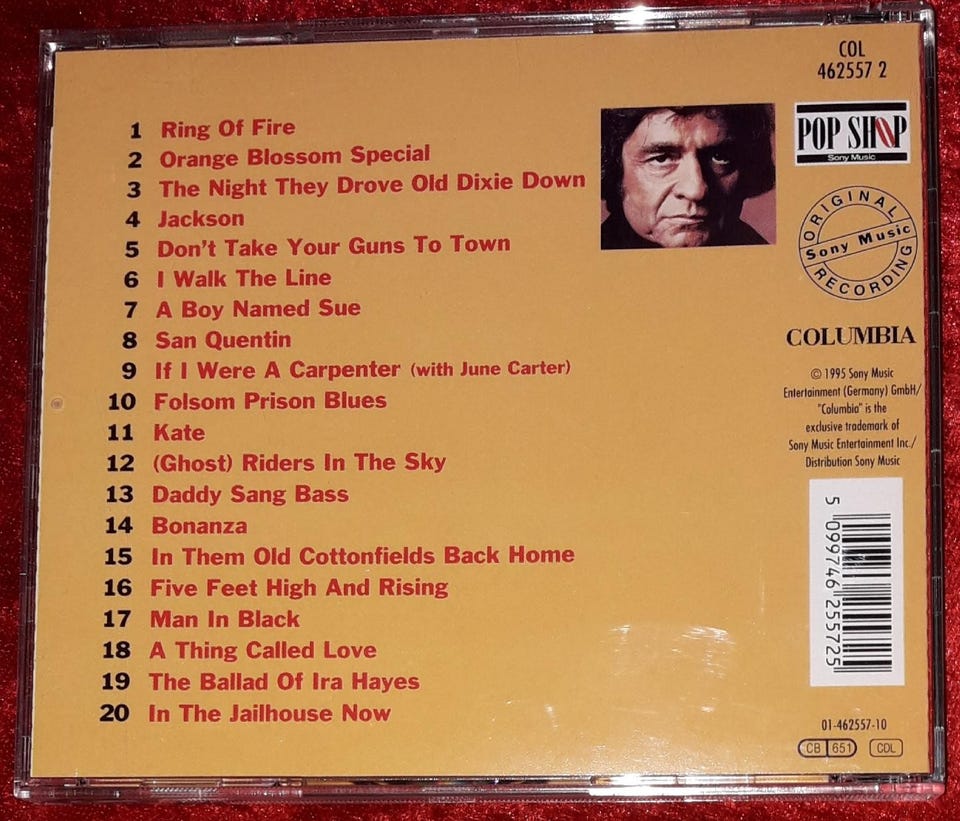 1 Ring Of Fire
2 Orange Blossom Special
3 The Night They Drove Old Dixie Down
4 Jackson
5 Don't Take Your Guns To Town
6 I Walk The Line
7 A Boy Named Sue
8 San Quentin
9 If I Were A Carpenter (with June Carter)
10 Folsom Prison Blues
11 Kate
12 (Ghost) Riders In The Sky
13 Daddy Sang Bass
14 Bonanza
15 In Them Old Cottonfields Back Home
16 Five Feet High And Rising
17 Man In Black
18 A Thing Called Love
19 The Ballad Of Ira Hayes
20 In The Jailhouse Now
COL
462557 2
POP SHOP
Sony Music
ORIGINAL
Sony Music
RECORDING
COLUMBIA
© 1995 Sony Music
Entertainment (Germany) GmbH/
"Columbia" is the
exclusive trademark of
Sony Music Entertainment Inc./
Distribution Sony Music
5 099746 255725
01-462557-10
CB 651 CDL